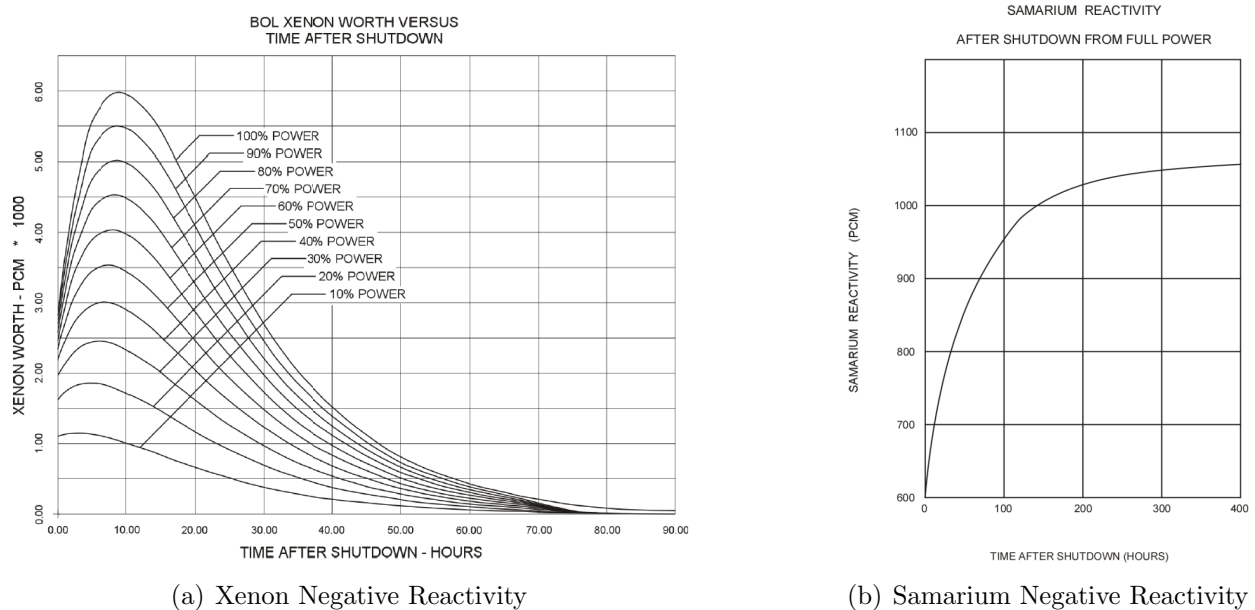 BOL XENON WORTH VERSUS
TIME AFTER SHUTDOWN
XENON WORTH - PCM * 1000
6.00
5.00
4.00
3.00
2.00
1.00
0.00
100% POWER
90% POWER
80% POWER
70% POWER
60% POWER
50% POWER
40% POWER
30% POWER
20% POWER
10% POWER
0.00 10.00 20.00 30.00 40.00 50.00 60.00 70.00 80.00 90.00
TIME AFTER SHUTDOWN - HOURS
(a) Xenon Negative Reactivity
SAMARIUM REACTIVITY
AFTER SHUTDOWN FROM FULL POWER
SAMARIUM REACTIVITY (PCM)
1100
1000
900
800
700
600
0 100 200 300 400
TIME AFTER SHUTDOWN (HOURS)
(b) Samarium Negative Reactivity